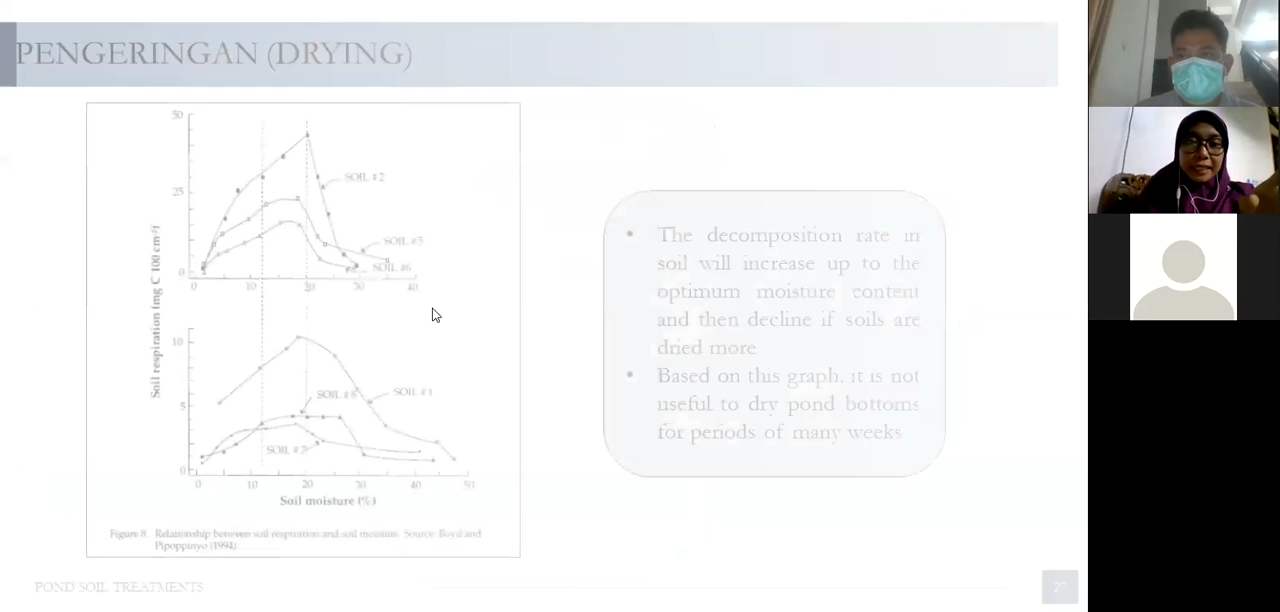 PENGERINGAN (DRYING)
50
SOIL #2
25
SOIL #5
0
SOIL #6
0 10 20 30 40
Soil respiration (mg C 100 cm²)
10
SOIL #8
SOIL #1
5
SOIL #7
0
0 10 20 30 40 50
Soil moisture (%)
Figure 8. Relationship between soil respiration and soil moisture. Source: Boyd and
Pipoppinyo (1994)
• The decomposition rate in
soil will increase up to the
optimum moisture content
and then decline if soils are
dried more
• Based on this graph, it is not
useful to dry pond bottoms
for periods of many weeks
POND SOIL TREATMENTS
27